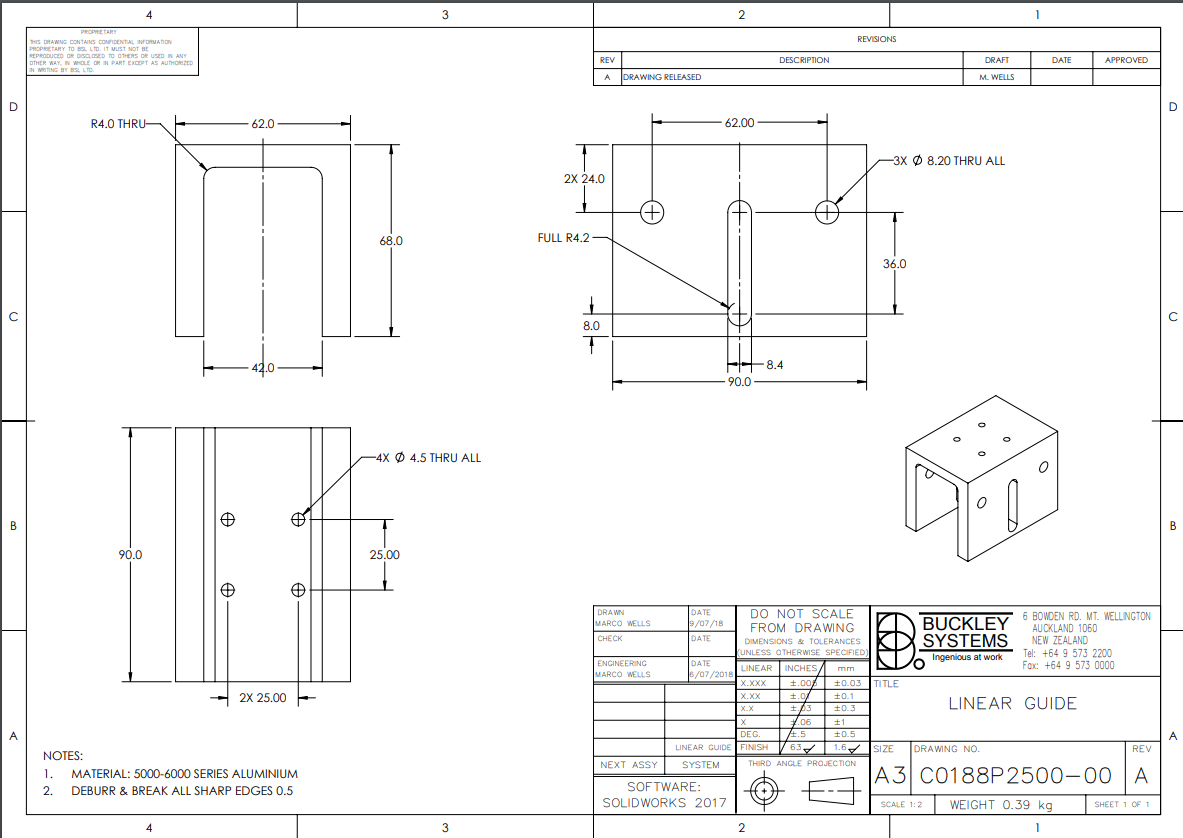 4
3
2
1
PROPRIETARY
THIS DRAWING CONTAINS CONFIDENTIAL INFORMATION
PROPRIETARY TO BSL LTD. IT MUST NOT BE
REPRODUCED OR DISCLOSED TO OTHERS OR USED IN ANY
OTHER WAY, IN WHOLE OR IN PART EXCEPT AS AUTHORIZED
IN WRITING BY BSL LTD.
REVISIONS
REV DESCRIPTION DRAFT DATE APPROVED
A DRAWING RELEASED M. WELLS
D
D
R4.0 THRU
62.0
68.0
42.0
62.00
3X Ø 8.20 THRU ALL
2X 24.0
FULL R4.2
36.0
8.0
8.4
90.0
C
C
4X Ø 4.5 THRU ALL
90.0
25.00
2X 25.00
B
B
A
A
NOTES:
1. MATERIAL: 5000-6000 SERIES ALUMINIUM
2. DEBURR & BREAK ALL SHARP EDGES 0.5
DRAWN DATE
MARCO WELLS 9/07/18
CHECK DATE
ENGINEERING DATE
MARCO WELLS 6/07/2018
LINEAR GUIDE
NEXT ASSY SYSTEM
SOFTWARE:
SOLIDWORKS 2017
DO NOT SCALE
FROM DRAWING
DIMENSIONS & TOLERANCES
(UNLESS OTHERWISE SPECIFIED)
LINEAR INCHES mm
X.XXX ±.005 ±0.03
X.XX ±.01 ±0.1
X.X ±.03 ±0.3
X ±.06 ±1
DEG. ±.5 ±0.5
FINISH 63 1.6
THIRD ANGLE PROJECTION
BUCKLEY
SYSTEMS
Ingenious at work
6 BOWDEN RD. MT. WELLINGTON
AUCKLAND 1060
NEW ZEALAND
Tel: +64 9 573 2200
Fax: +64 9 573 0000
TITLE
LINEAR GUIDE
SIZE DRAWING NO. REV
A3 C0188P2500-00 A
SCALE 1:2 WEIGHT 0.39 kg SHEET 1 OF 1
4
3
2
1